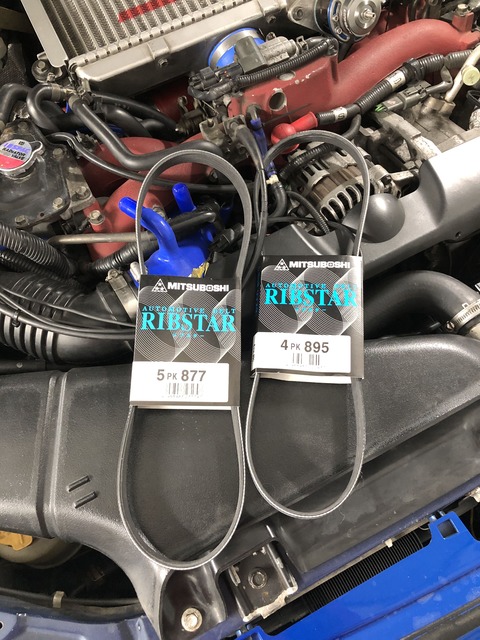 MITSUBOSHI
AUTOMOTIVE BELT
RIBSTAR
5 PK 877
MITSUBOSHI
AUTOMOTIVE BELT
RIBSTAR
4 PK 895